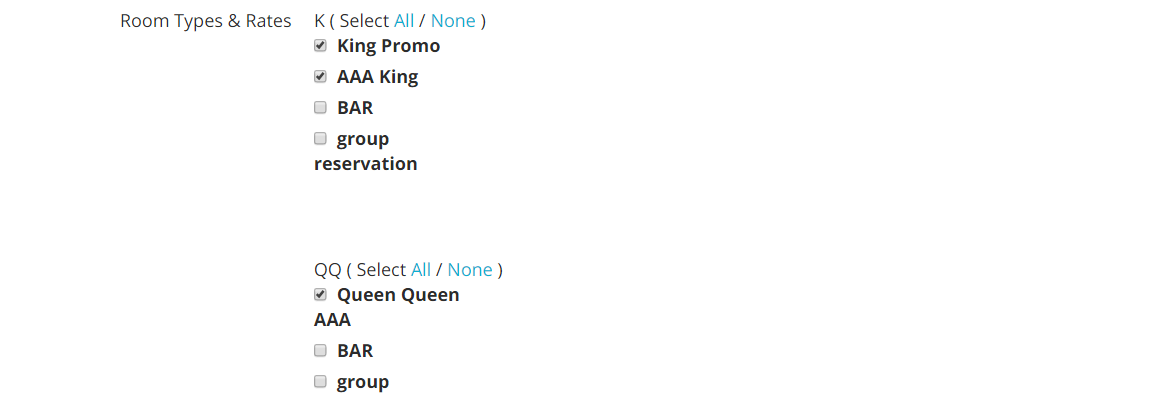 Room Types & Rates K ( Select All / None )
King Promo
AAA King
BAR
group
reservation
QQ ( Select All / None )
Queen Queen
AAA
BAR
group